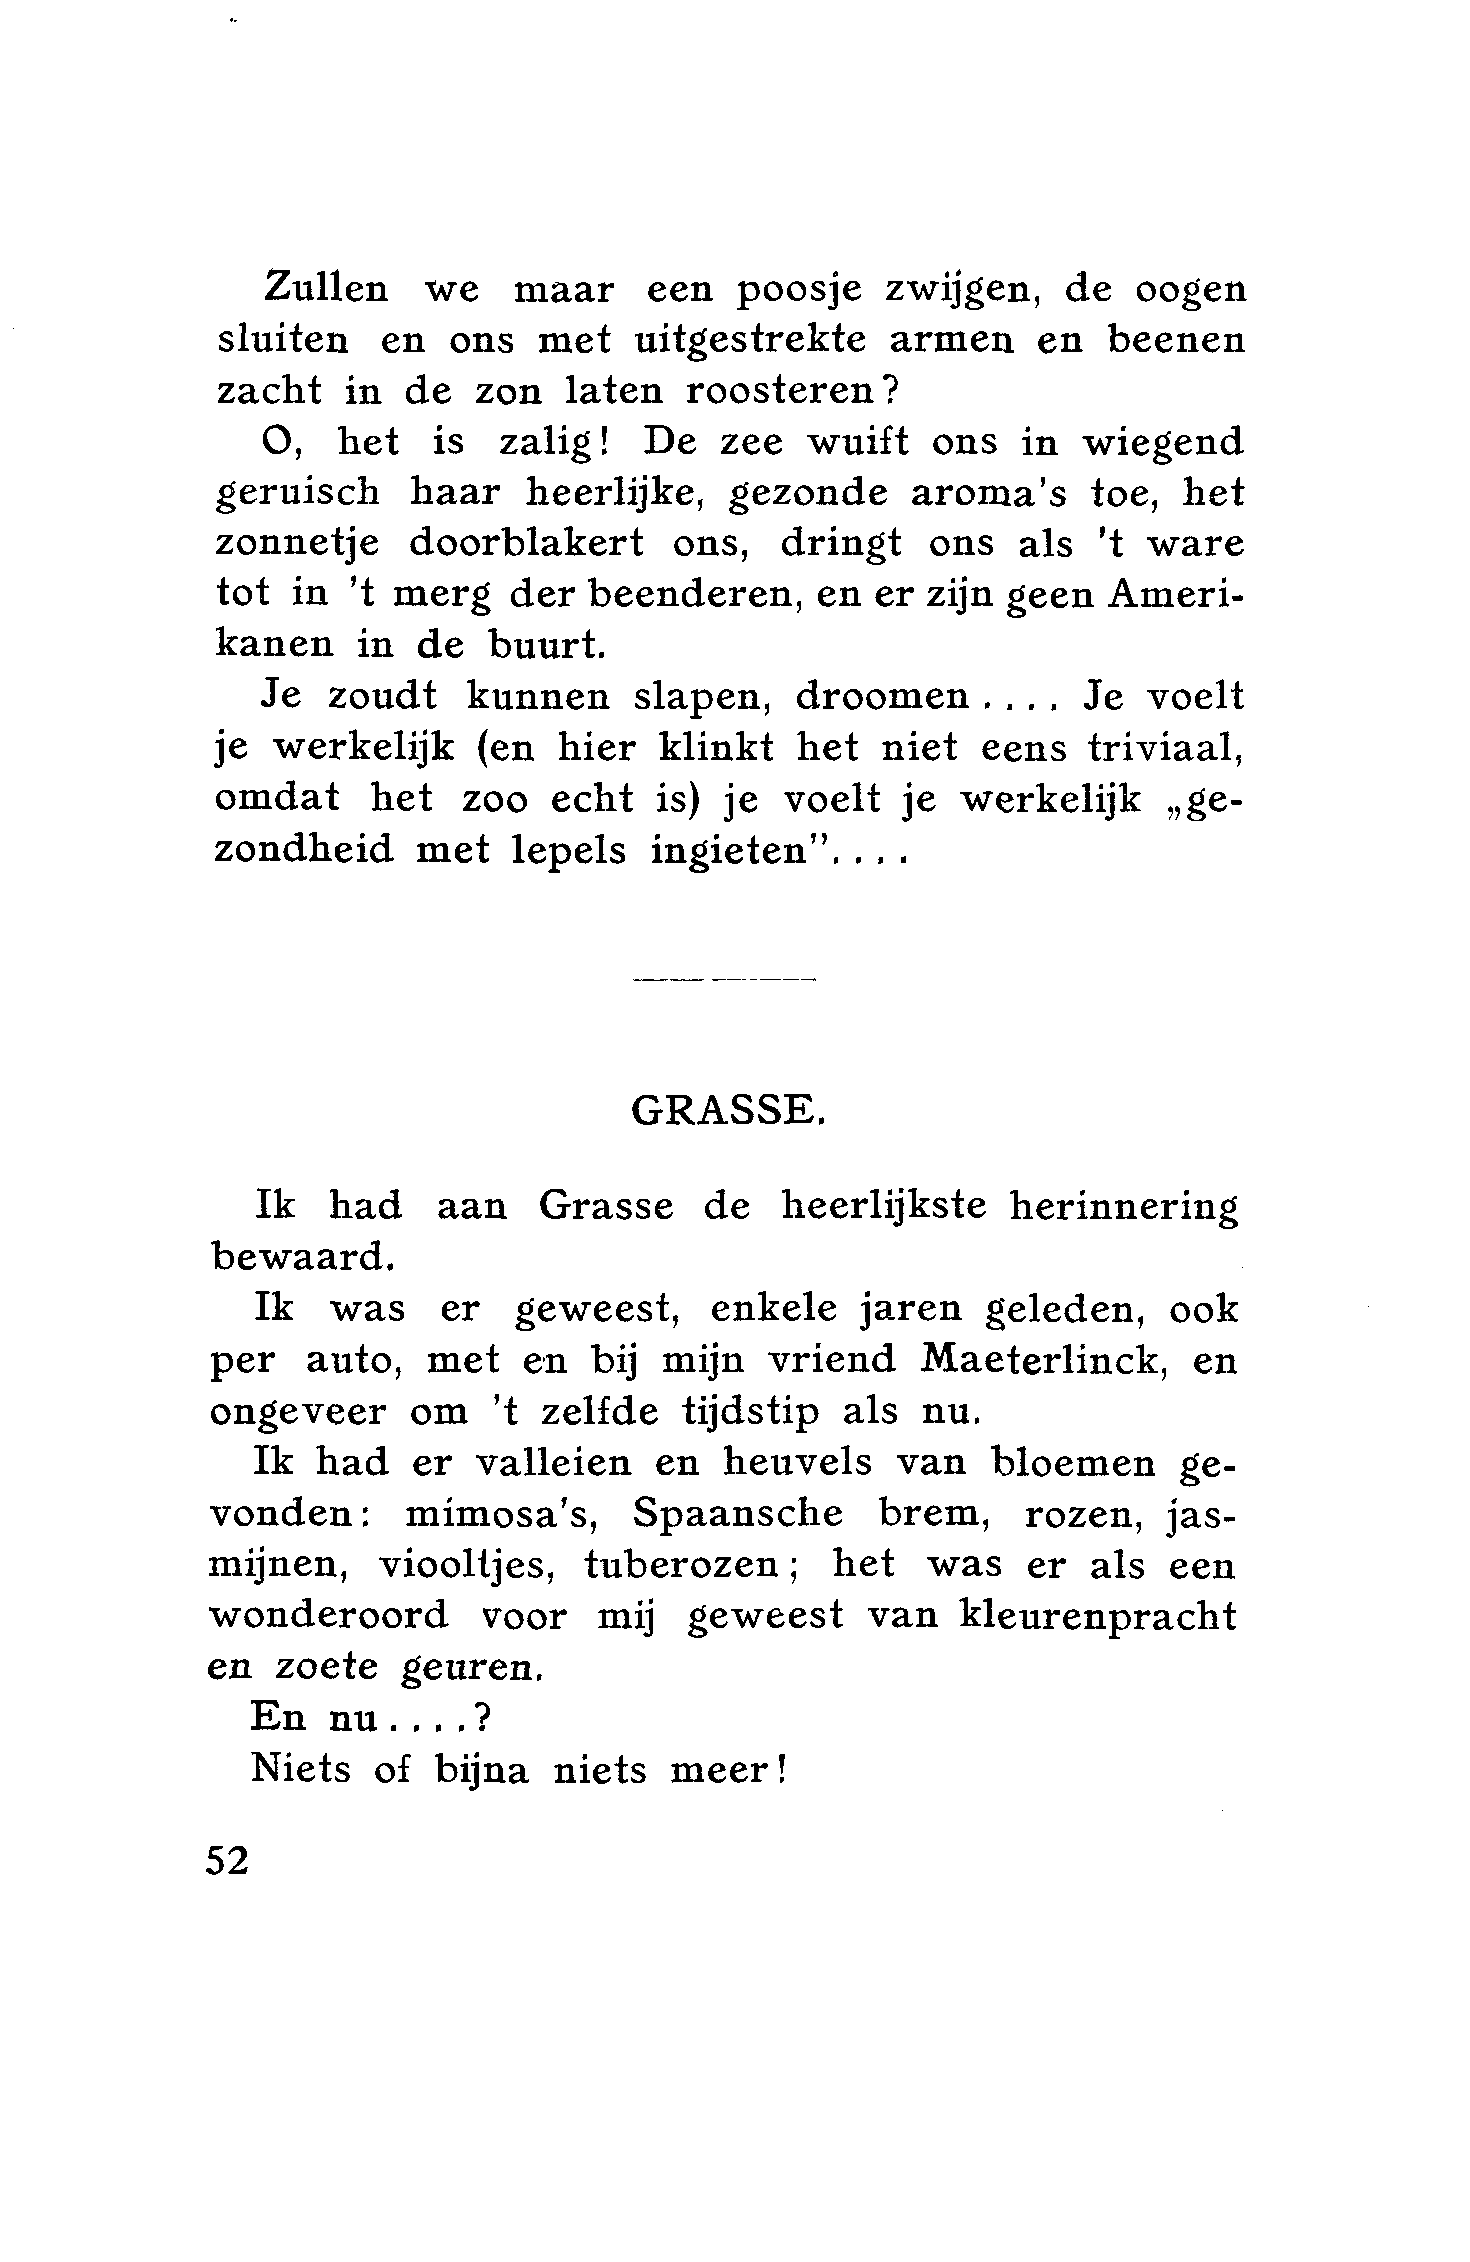 Zullen we maar een poosje zwijgen, de oogen
sluiten en ons met uitgestrekte armen en beenen
zacht in de zon laten roosteren?
O, het is zalig! De zee wuift ons in wiegend
geruisch haar heerlijke, gezonde aroma's toe, het
zonnetje doorblakert ons, dringt ons als 't ware
tot in 't merg der beenderen, en er zijn geen Ameri-
kanen in de buurt.
Je zoudt kunnen slapen, droomen.... Je voelt
je werkelijk (en hier klinkt het niet eens triviaal,
omdat het zoo echt is) je voelt je werkelijk „ge-
zondheid met lepels ingieten"....
GRASSE.
Ik had aan Grasse de heerlijkste herinnering
bewaard.
Ik was er geweest, enkele jaren geleden, ook
per auto, met en bij mijn vriend Maeterlinck, en
ongeveer om 't zelfde tijdstip als nu.
Ik had er valleien en heuvels van bloemen ge-
vonden: mimosa's, Spaansche brem, rozen, jas-
mijnen, viooltjes, tuberozen; het was er als een
wonderoord voor mij geweest van kleurenpracht
en zoete geuren.
En nu....?
Niets of bijna niets meer!
52